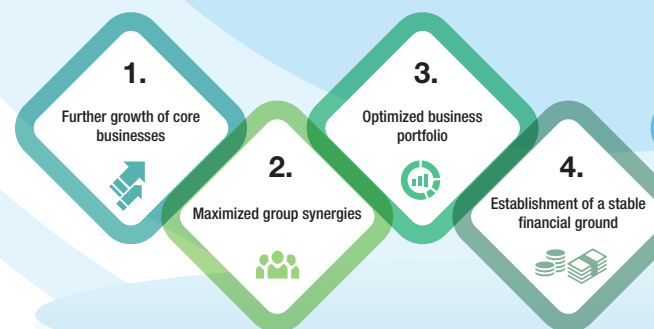 1.
Further growth of core
businesses
2.
Maximized group synergies
3.
Optimized business
portfolio
4.
Establishment of a stable
financial ground